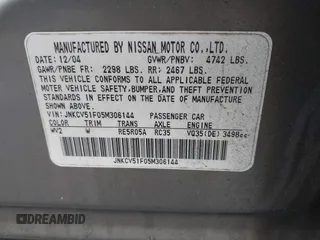 MANUFACTURED BY NISSAN MOTOR CO.,LTD.
12/04 GVWR/PNBV: 4742 LBS.
GAWR/PNBE FR: 2298 LBS. RR: 2467 LBS.
THIS VEHICLE CONFORMS TO ALL APPLICABLE FEDERAL
MOTOR VEHICLE SAFETY,BUMPER,AND THEFT PREVENTION
STANDARDS IN EFFECT ON THE DATE OF MANUFACTURE
SHOWN ABOVE.
VIN: JNKCV51F05M306144 PASSENGER CAR
COLOR TRIM TRANS AXLE ENGINE
WV2 W RE5R05A RC35 VQ35(DE) 3498cc
JNKCV51F05M306144
DREAMBID